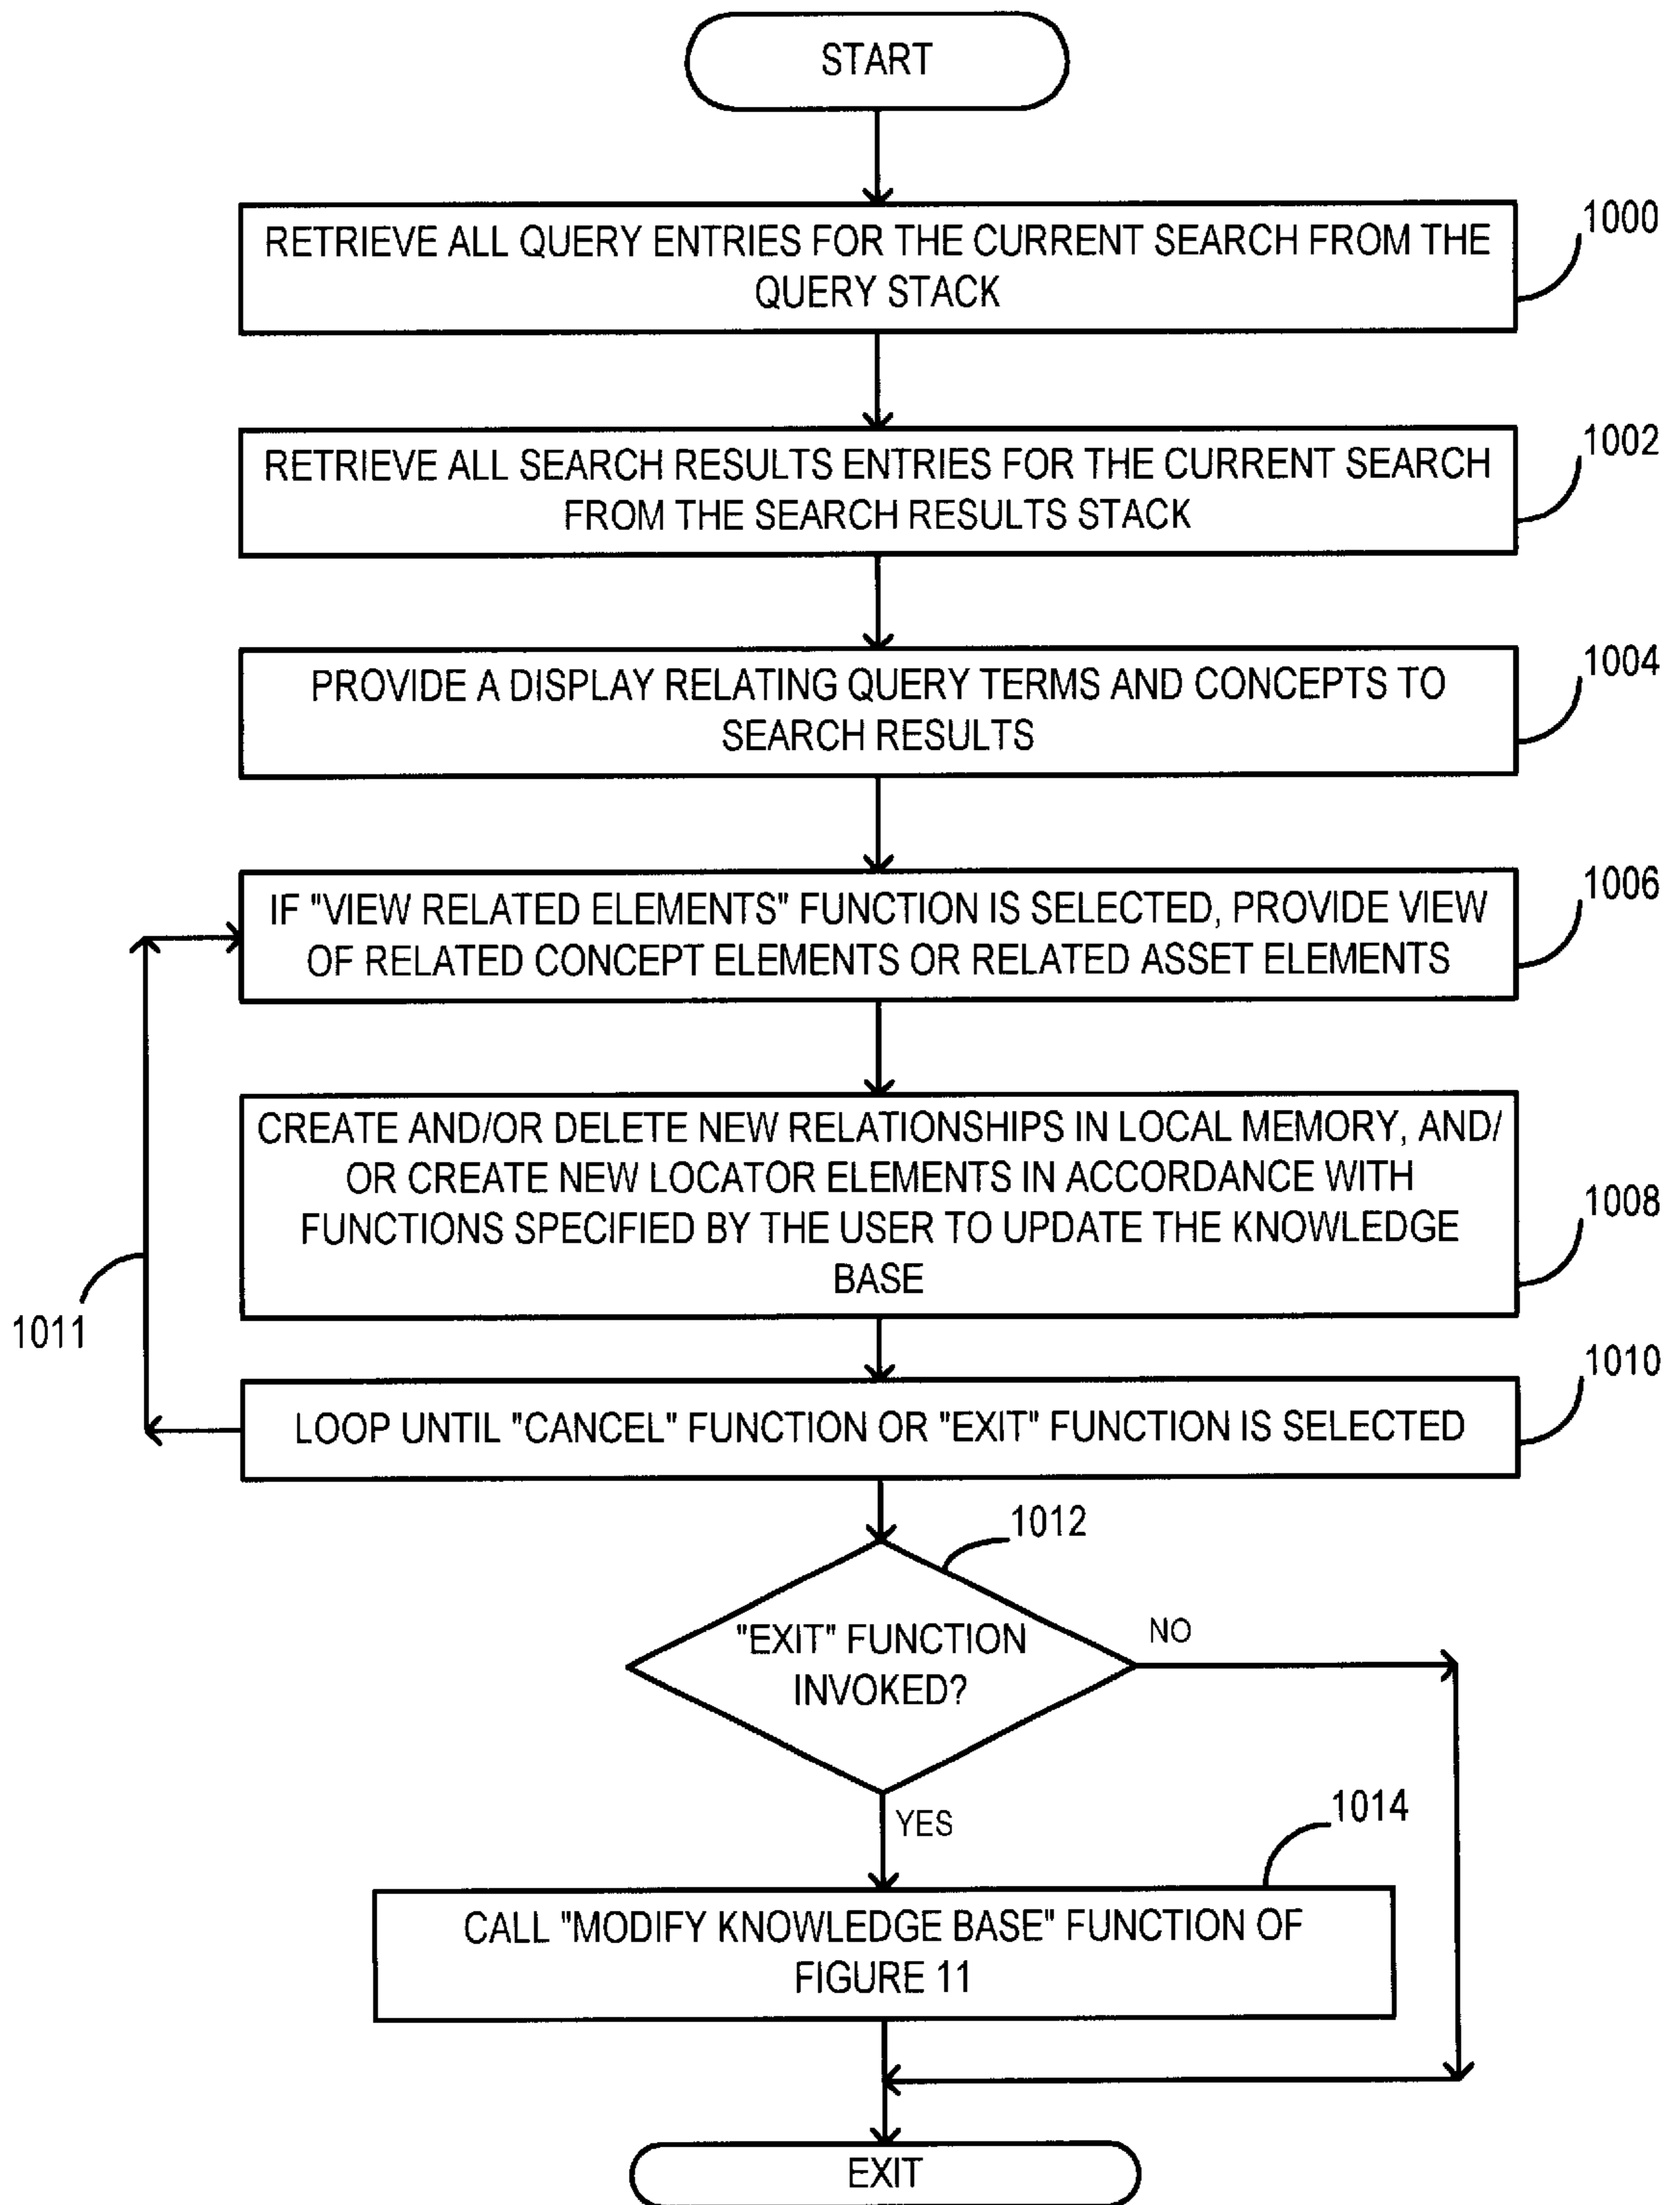 START
1000
RETRIEVE ALL QUERY ENTRIES FOR THE CURRENT SEARCH FROM THE
QUERY STACK
1002
RETRIEVE ALL SEARCH RESULTS ENTRIES FOR THE CURRENT SEARCH
FROM THE SEARCH RESULTS STACK
1004
PROVIDE A DISPLAY RELATING QUERY TERMS AND CONCEPTS TO
SEARCH RESULTS
1006
IF "VIEW RELATED ELEMENTS" FUNCTION IS SELECTED, PROVIDE VIEW
OF RELATED CONCEPT ELEMENTS OR RELATED ASSET ELEMENTS
CREATE AND/OR DELETE NEW RELATIONSHIPS IN LOCAL MEMORY, AND/
OR CREATE NEW LOCATOR ELEMENTS IN ACCORDANCE WITH
FUNCTIONS SPECIFIED BY THE USER TO UPDATE THE KNOWLEDGE
BASE
1008
1011
1010
LOOP UNTIL "CANCEL" FUNCTION OR "EXIT" FUNCTION IS SELECTED
1012
"EXIT" FUNCTION
INVOKED?
NO
YES
1014
CALL "MODIFY KNOWLEDGE BASE" FUNCTION OF
FIGURE 11
EXIT